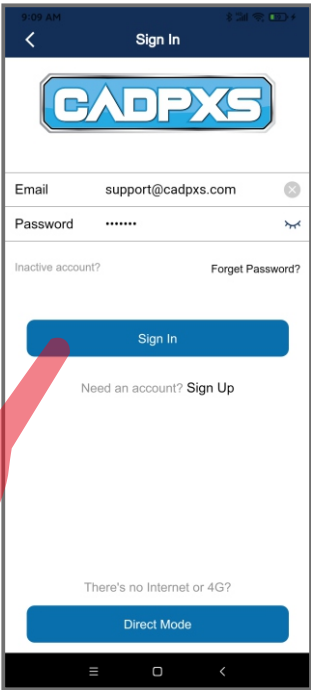 9:09 AM
Sign In
CADPXS
Email support@cadpxs.com
Password •••••••
Inactive account? Forget Password?
Sign In
Need an account? Sign Up
There's no Internet or 4G?
Direct Mode